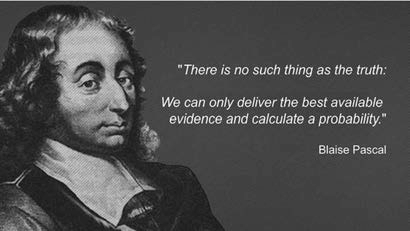 "There is no such thing as the truth:
We can only deliver the best available
evidence and calculate a probability."
Blaise Pascal